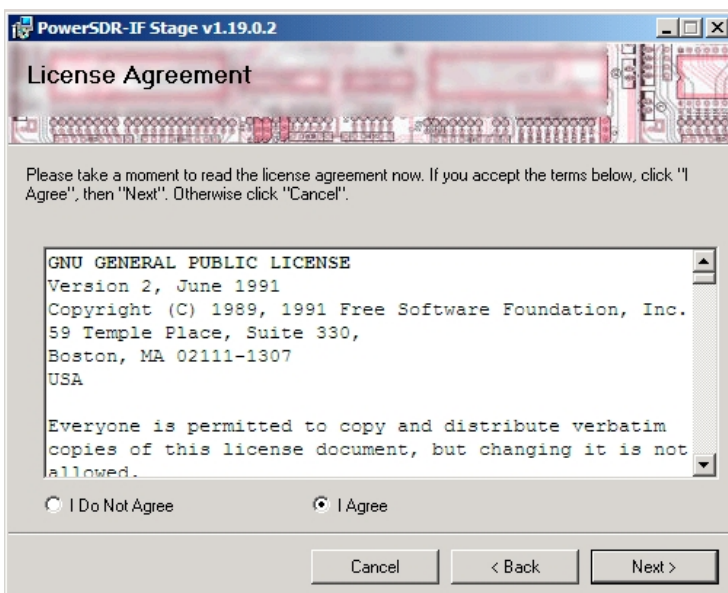 PowerSDR-IF Stage v1.19.0.2
License Agreement
Please take a moment to read the license agreement now. If you accept the terms below, click "I
Agree", then "Next". Otherwise click "Cancel".
GNU GENERAL PUBLIC LICENSE
Version 2, June 1991
Copyright (C) 1989, 1991 Free Software Foundation, Inc.
59 Temple Place, Suite 330,
Boston, MA 02111-1307
USA
Everyone is permitted to copy and distribute verbatim
copies of this license document, but changing it is not
allowed.
I Do Not Agree
I Agree
Cancel
< Back
Next >